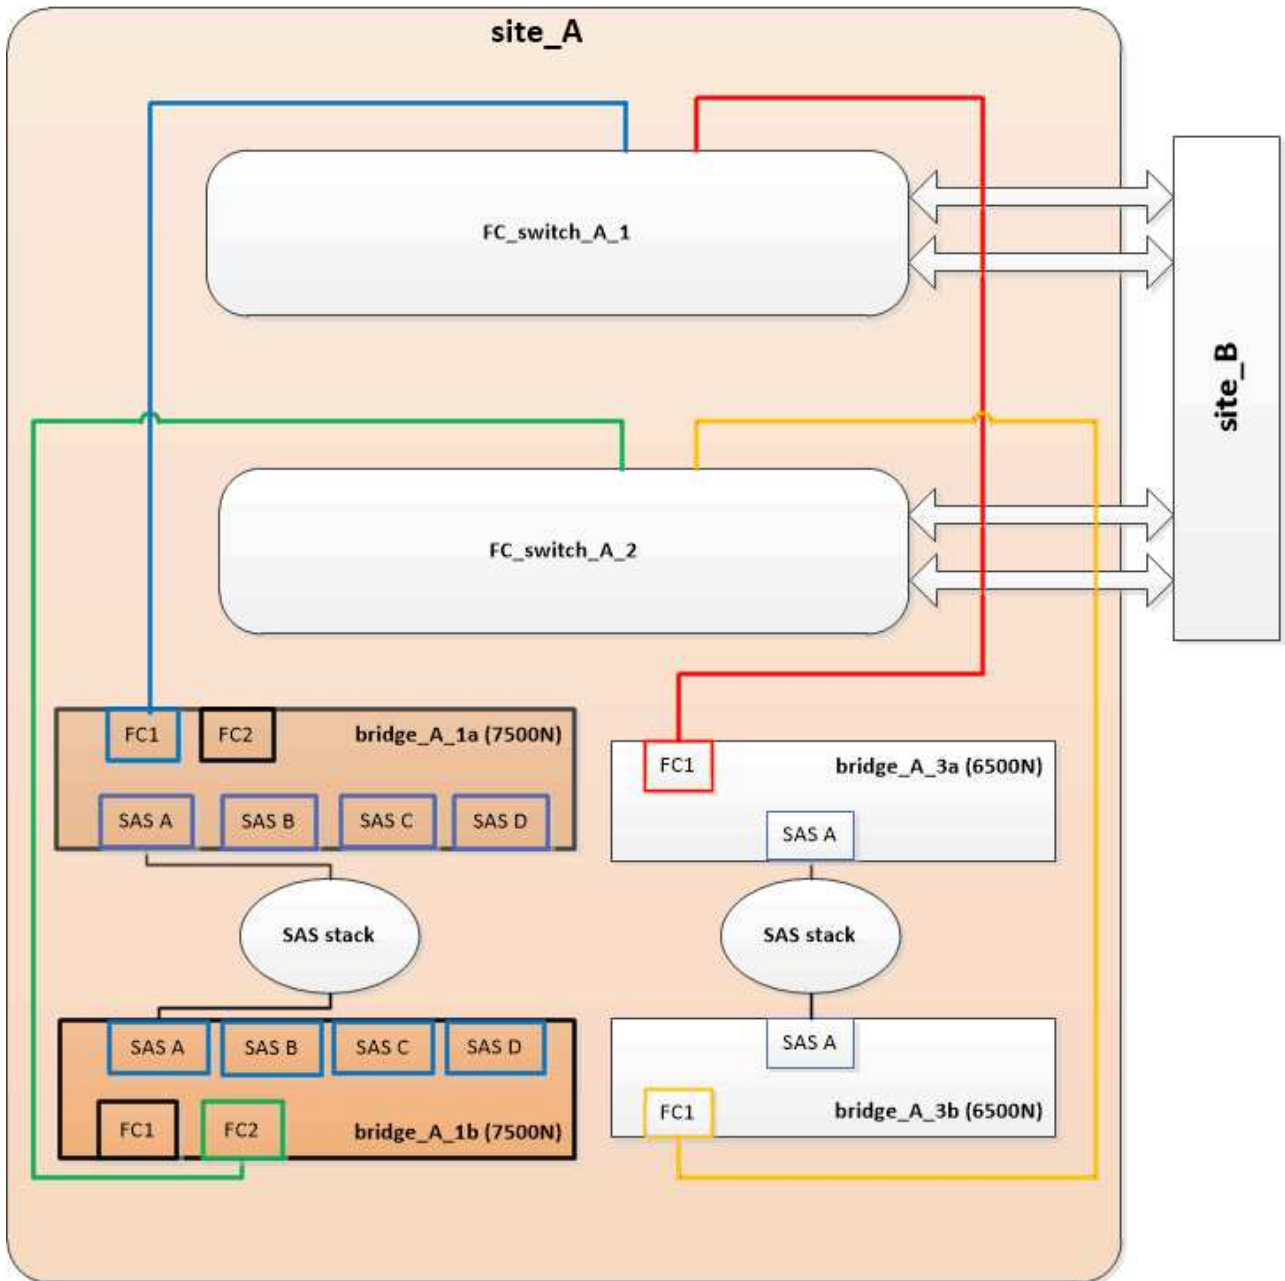 site_A
FC_switch_A_1
site_B
FC_switch_A_2
FC1
FC2
bridge_A_1a (7500N)
SAS A
SAS B
SAS C
SAS D
FC1
bridge_A_3a (6500N)
SAS A
SAS stack
SAS stack
SAS A
SAS B
SAS C
SAS D
FC1
FC2
bridge_A_1b (7500N)
SAS A
FC1
bridge_A_3b (6500N)